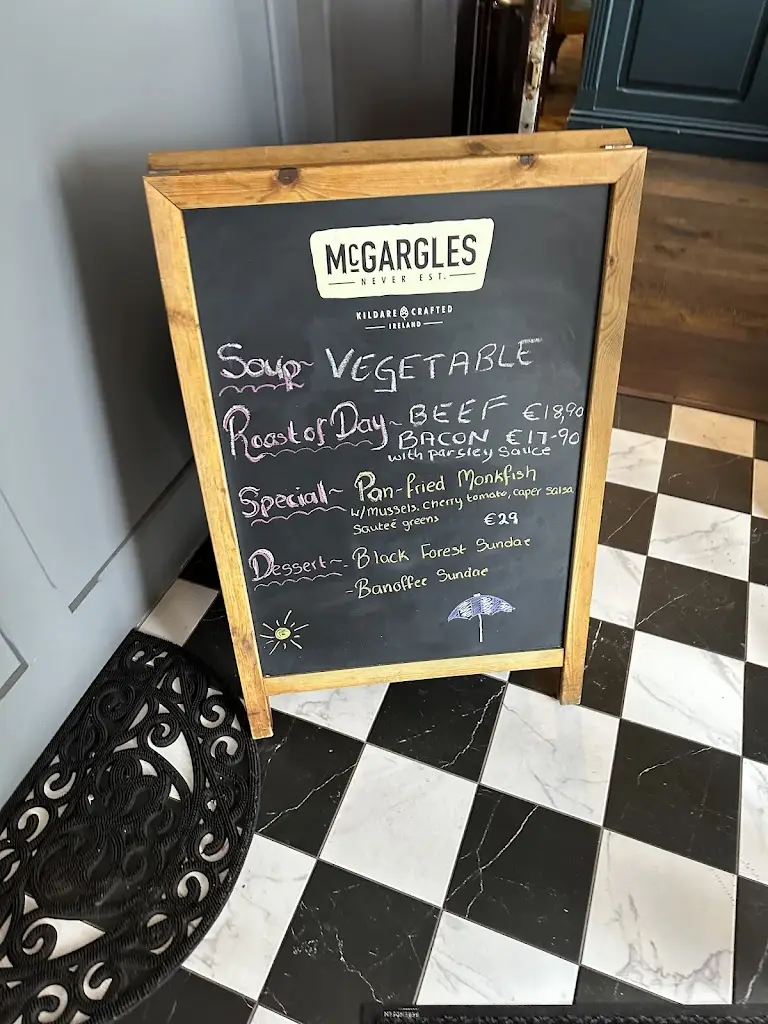 McGARGLES
NEVER EST.
KILDARE CRAFTED
IRELAND
Soup~ VEGETABLE
Roast of Day~ BEEF €18,90
BACON €17-90
with parsley Sauce
Special~ Pan-fried Monkfish
w/mussels, cherry tomato, caper salsa
Sauteé greens €29
Dessert~ - Black Forest Sundae
- Banoffee Sundae